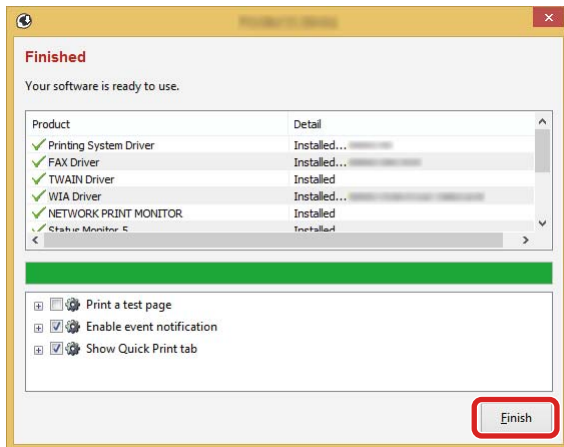 Finished
Your software is ready to use.
Product Detail
Printing System Driver Installed...
FAX Driver Installed...
TWAIN Driver Installed
WIA Driver Installed...
NETWORK PRINT MONITOR Installed
Status Monitor 5 Installed
Print a test page
Enable event notification
Show Quick Print tab
Finish